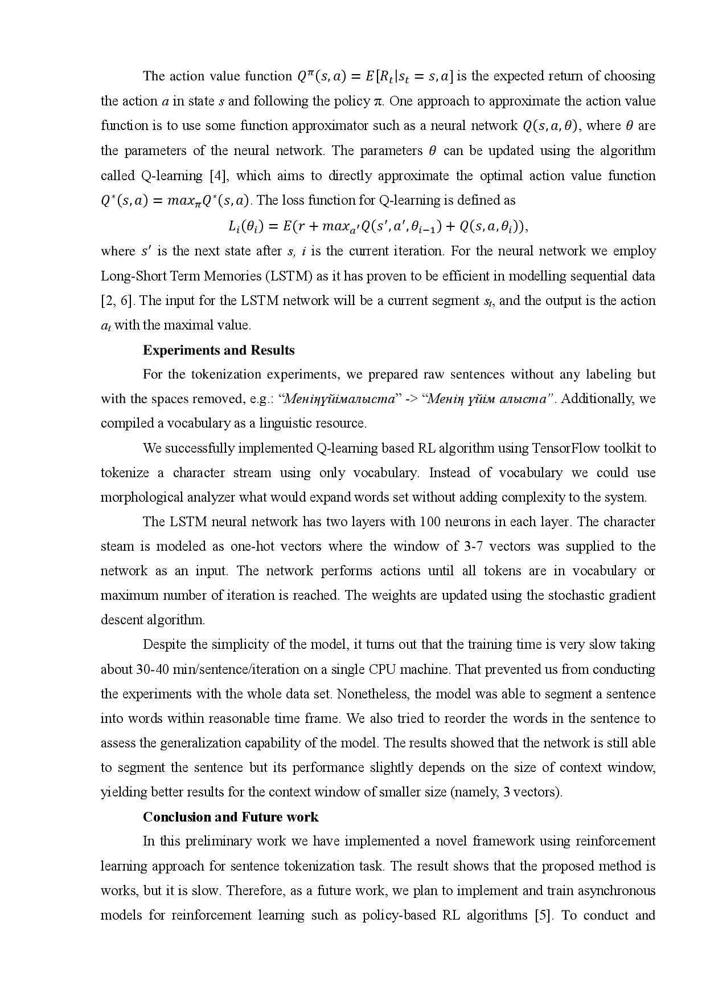 The action value function Q^π(s, a) = E[R_t|s_t = s, a] is the expected return of choosing
the action a in state s and following the policy π. One approach to approximate the action value
function is to use some function approximator such as a neural network Q(s, a, θ), where θ are
the parameters of the neural network. The parameters θ can be updated using the algorithm
called Q-learning [4], which aims to directly approximate the optimal action value function
Q*(s, a) = max_π Q*(s, a). The loss function for Q-learning is defined as
L_i(θ_i) = E(r + max_a′ Q(s′, a′, θ_{i−1}) + Q(s, a, θ_i)),
where s′ is the next state after s, i is the current iteration. For the neural network we employ
Long-Short Term Memories (LSTM) as it has proven to be efficient in modelling sequential data
[2, 6]. The input for the LSTM network will be a current segment s_t, and the output is the action
a_t with the maximal value.
Experiments and Results
For the tokenization experiments, we prepared raw sentences without any labeling but
with the spaces removed, e.g.: “Меніңүйімалыста” -> “Менің үйім алыста”. Additionally, we
compiled a vocabulary as a linguistic resource.
We successfully implemented Q-learning based RL algorithm using TensorFlow toolkit to
tokenize a character stream using only vocabulary. Instead of vocabulary we could use
morphological analyzer what would expand words set without adding complexity to the system.
The LSTM neural network has two layers with 100 neurons in each layer. The character
steam is modeled as one-hot vectors where the window of 3-7 vectors was supplied to the
network as an input. The network performs actions until all tokens are in vocabulary or
maximum number of iteration is reached. The weights are updated using the stochastic gradient
descent algorithm.
Despite the simplicity of the model, it turns out that the training time is very slow taking
about 30-40 min/sentence/iteration on a single CPU machine. That prevented us from conducting
the experiments with the whole data set. Nonetheless, the model was able to segment a sentence
into words within reasonable time frame. We also tried to reorder the words in the sentence to
assess the generalization capability of the model. The results showed that the network is still able
to segment the sentence but its performance slightly depends on the size of context window,
yielding better results for the context window of smaller size (namely, 3 vectors).
Conclusion and Future work
In this preliminary work we have implemented a novel framework using reinforcement
learning approach for sentence tokenization task. The result shows that the proposed method is
works, but it is slow. Therefore, as a future work, we plan to implement and train asynchronous
models for reinforcement learning such as policy-based RL algorithms [5]. To conduct and